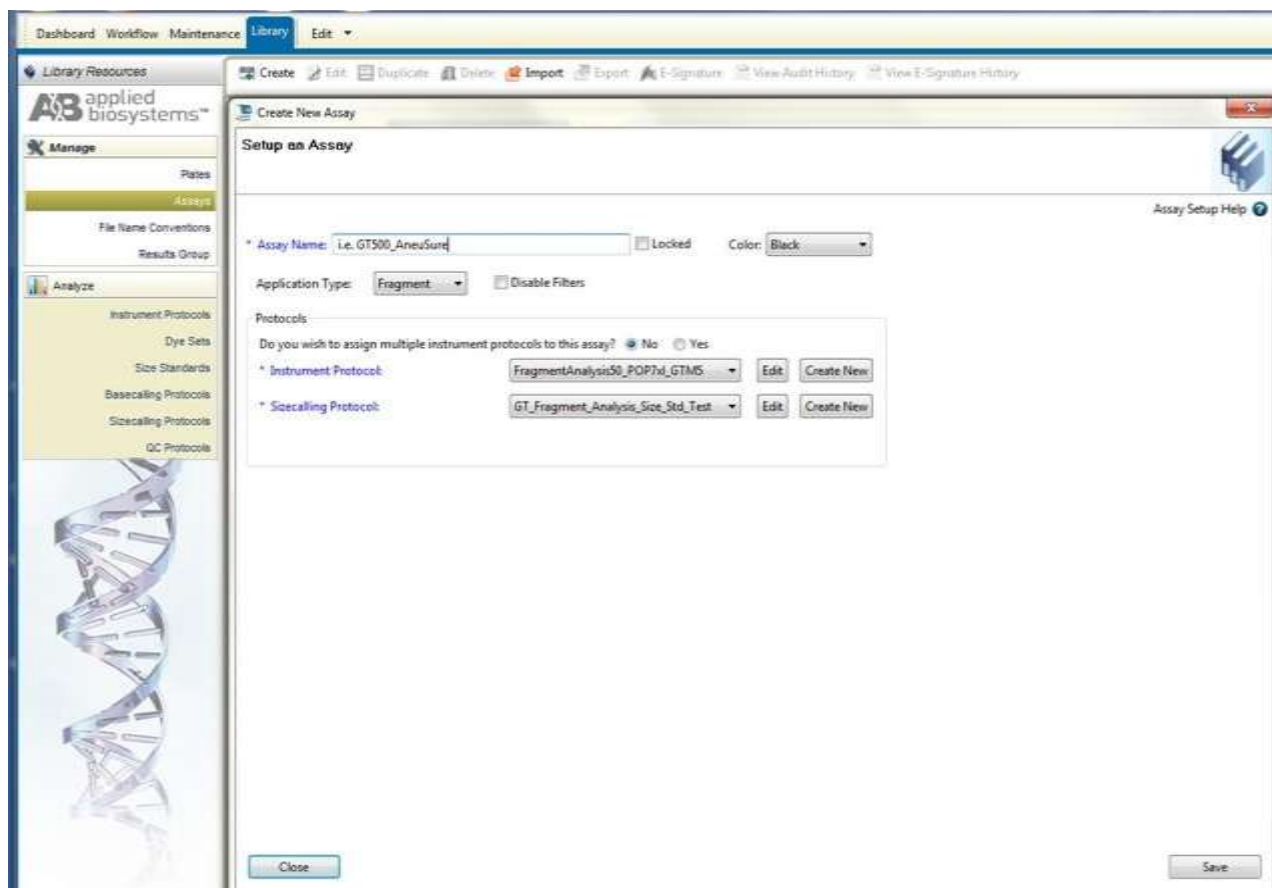 Dashboard Workflow Maintenance Library Edit
Library Resources
Create Edit Duplicate Delete Import Export E-Signature View Audit History View E-Signature History
AB applied biosystems™
Create New Assay
Setup an Assay
Manage
Plates
Assays
File Name Conventions
Results Group
Assay Setup Help
* Assay Name: i.e. GT500_AneuSure Locked Color: Black
Analyze
Application Type: Fragment Disable Filters
Instrument Protocols
Dye Sets
Size Standards
Basecalling Protocols
Sizecalling Protocols
QC Protocols
Protocols
Do you wish to assign multiple instrument protocols to this assay? No Yes
* Instrument Protocol: FragmentAnalysis50_POP7xl_GTM5 Edit Create New
* Sizecalling Protocol: GT_Fragment_Analysis_Size_Std_Test Edit Create New
Close Save